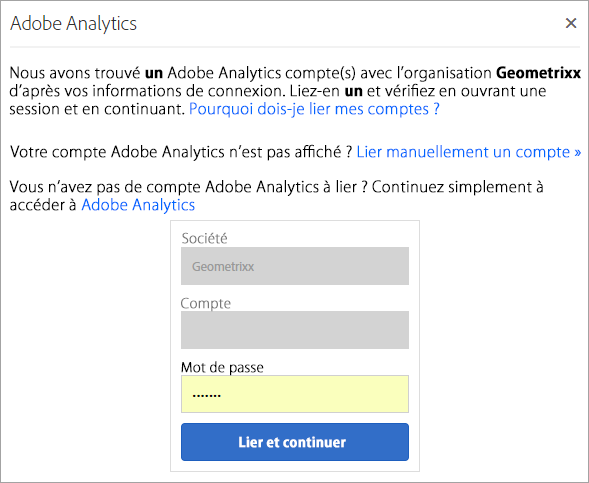 Adobe Analytics ×
Nous avons trouvé un Adobe Analytics compte(s) avec l’organisation Geometrixx
d’après vos informations de connexion. Liez-en un et vérifiez en ouvrant une
session et en continuant. Pourquoi dois-je lier mes comptes ?
Votre compte Adobe Analytics n’est pas affiché ? Lier manuellement un compte »
Vous n’avez pas de compte Adobe Analytics à lier ? Continuez simplement à
accéder à Adobe Analytics
Société
Geometrixx
Compte
Mot de passe
•••••••
Lier et continuer